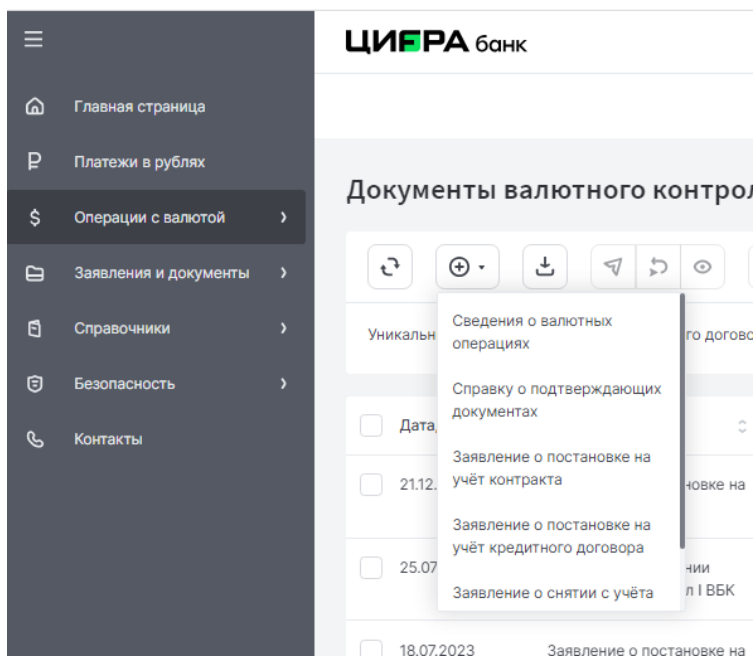 ЦИФРА банк
Главная страница
Платежи в рублях
Операции с валютой
Заявления и документы
Справочники
Безопасность
Контакты
Документы валютного контрол
Уникальн
го догово
Сведения о валютных
операциях
Справку о подтверждающих
документах
Заявление о постановке на
учёт контракта
Заявление о постановке на
учёт кредитного договора
Заявление о снятии с учёта
Дата,
21.12.
новке на
25.07
нии
л I ВБК
18.07.2023
Заявление о постановке на